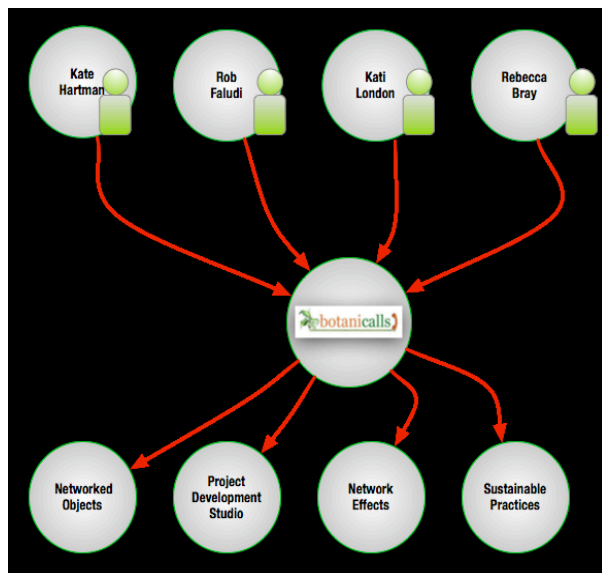 Kate
Hartman
Rob
Faludi
Kati
London
Rebecca
Bray
botanicalls
Networked
Objects
Project
Development
Studio
Network
Effects
Sustainable
Practices